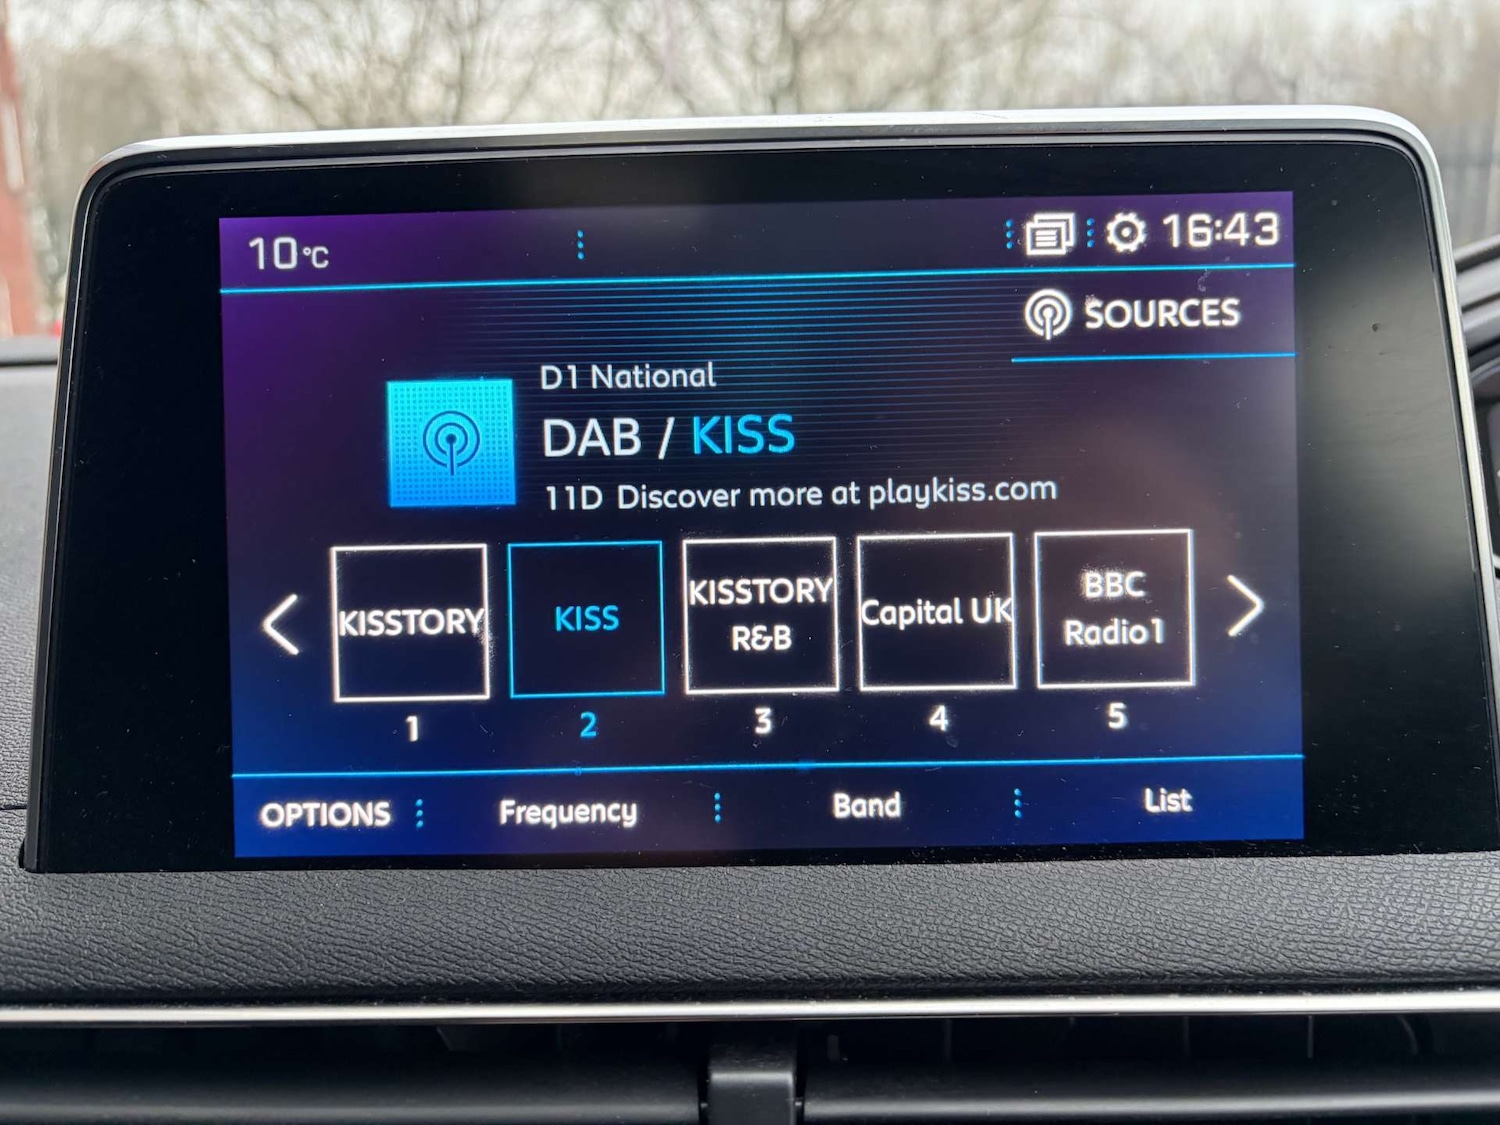 10°C
16:43
SOURCES
D1 National
DAB / KISS
11D Discover more at playkiss.com
KISSTORY
KISS
KISSTORY
R&B
Capital UK
BBC
Radio1
1
2
3
4
5
OPTIONS
Frequency
Band
List